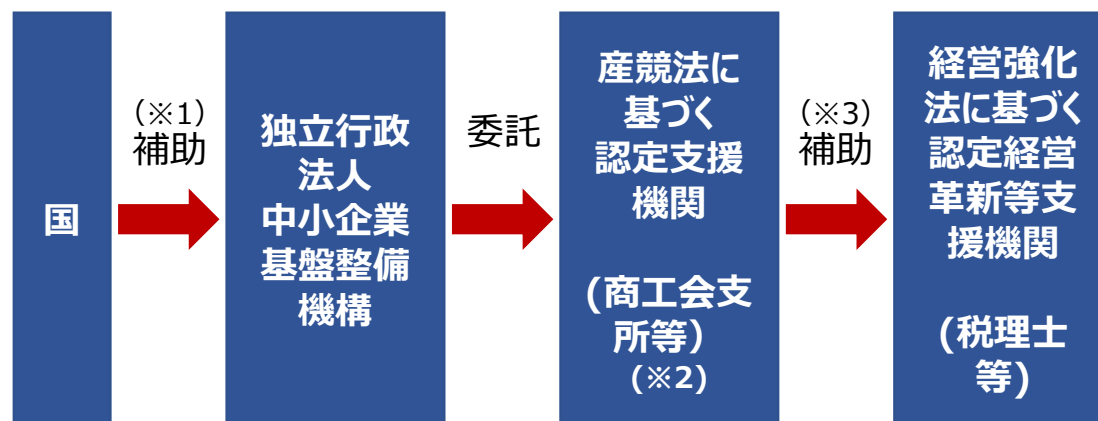 国
（※1）
補助
独立行政
法人
中小企業
基盤整備
機構
委託
産競法に
基づく
認定支援
機関
(商工会支
所等）
(※2)
（※3）
補助
経営強化
法に基づく
認定経営
革新等支
援機関
(税理士
等)